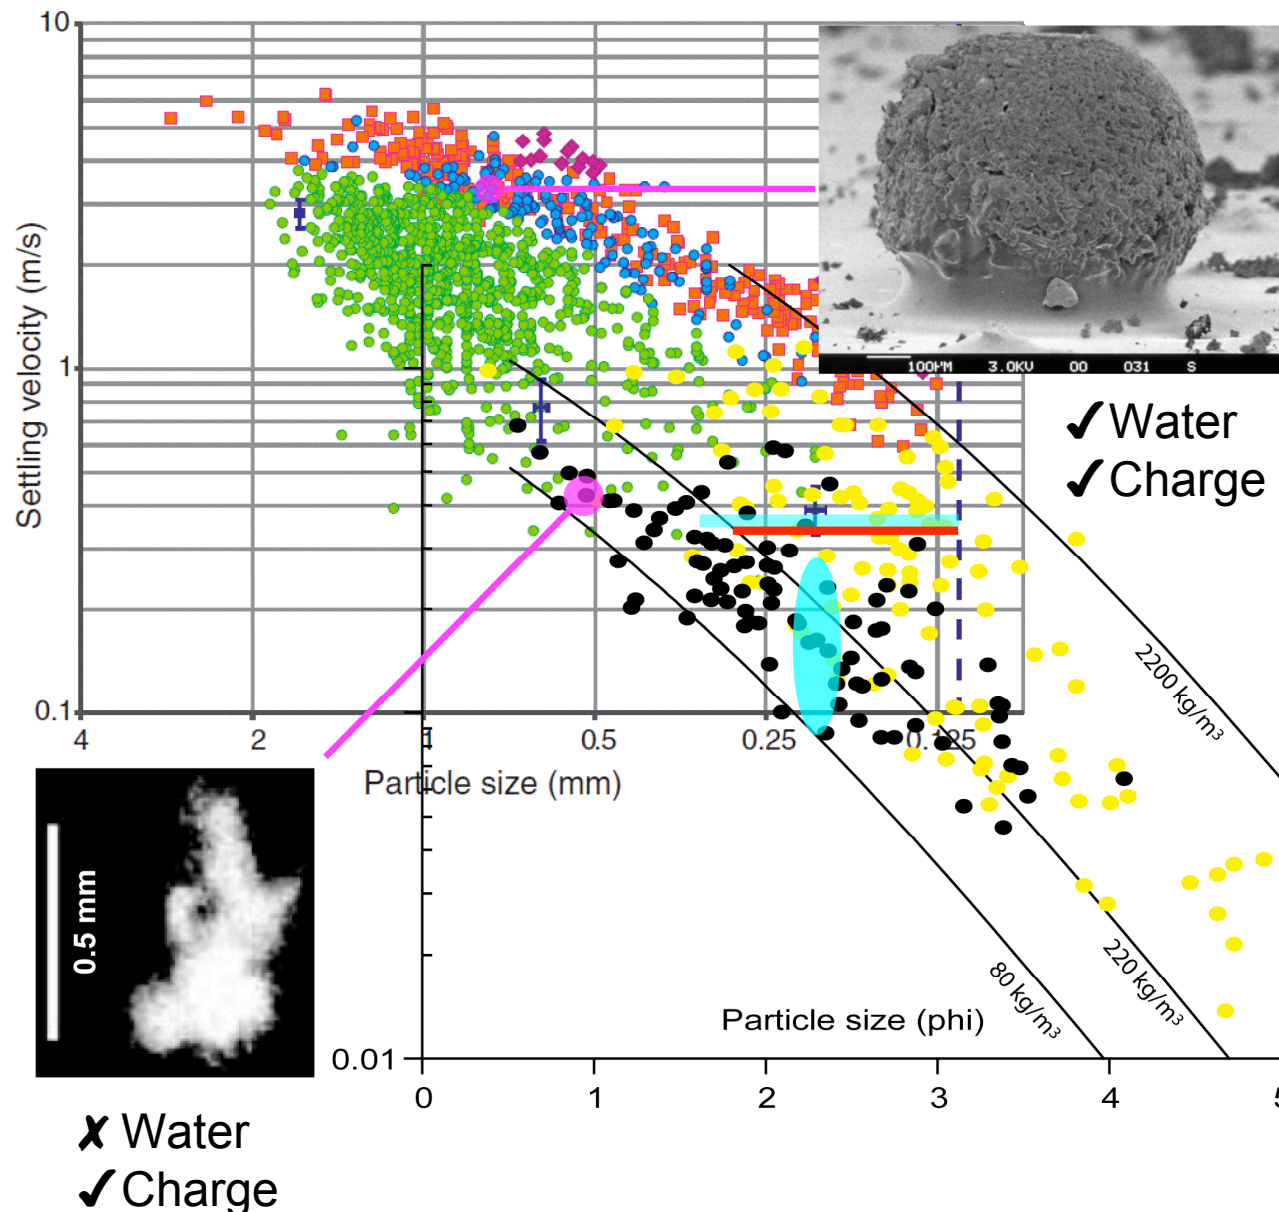 10
Settling velocity (m/s)
1
0.1
4
2
1
0.5
0.25
0.125
Particle size (mm)
100µM 3.0KV 00 031 S
✔Water
✔Charge
2200 kg/m³
220 kg/m³
80 kg/m³
0.5 mm
Particle size (phi)
0.01
0
1
2
3
4
5
✘ Water
✔Charge